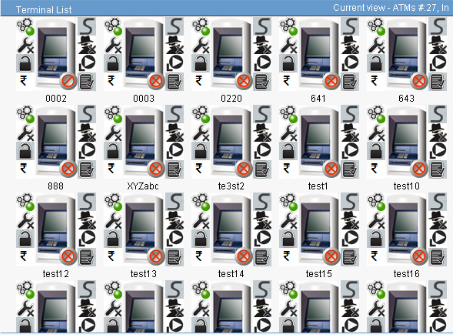 Terminal List
Current view - ATMs #:27, In
0002 0003 0220 641 643
888 XYZabc te3st2 test1 test10
test12 test13 test14 test15 test16